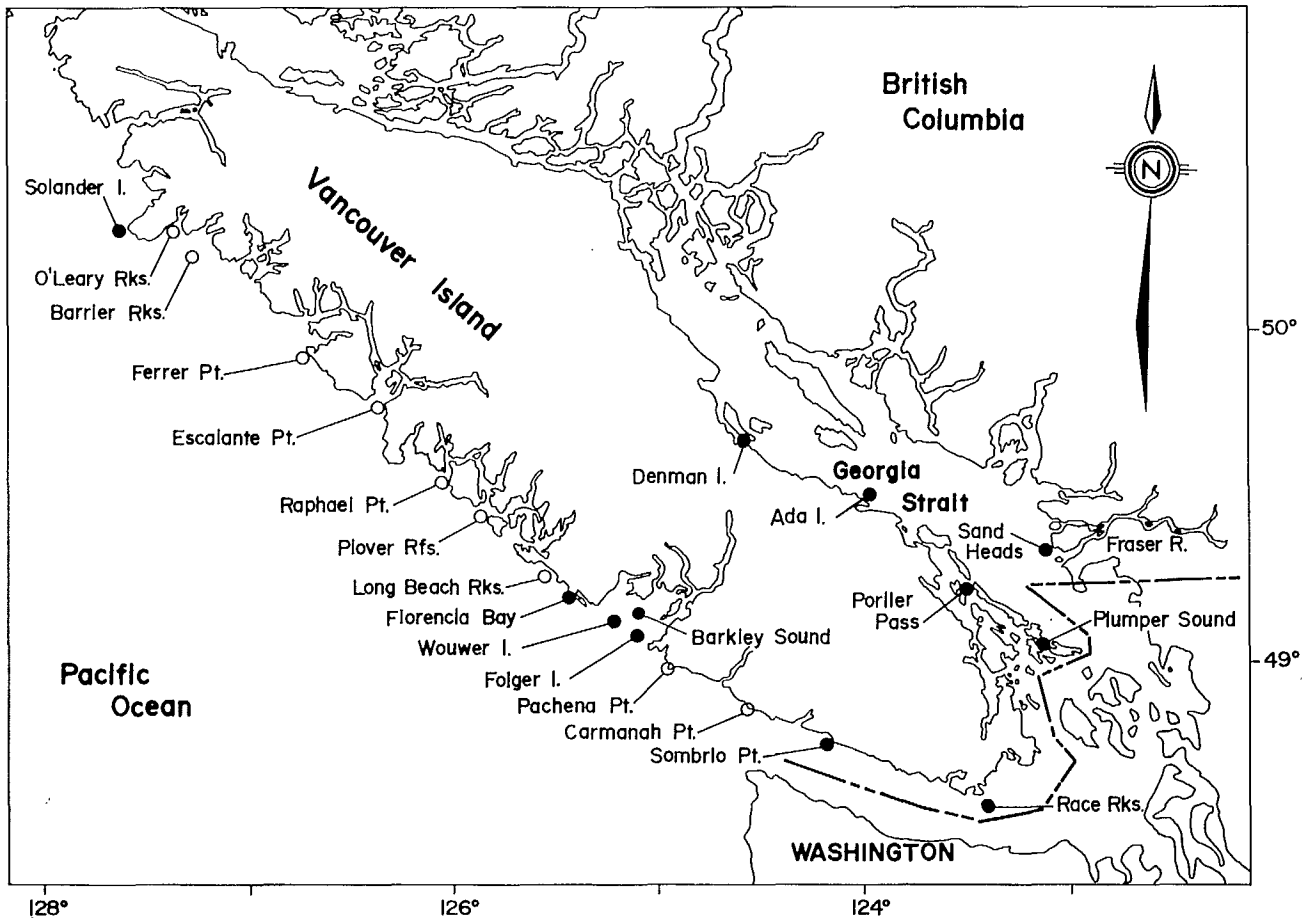 British
Columbia
N
Vancouver Island
Solander I.
O'Leary Rks.
Barrier Rks.
50°
Ferrer Pt.
Escalante Pt.
Denman I.
Georgia
Strait
Raphael Pt.
Ada I.
Plover Rfs.
Sand
Heads
Fraser R.
Long Beach Rks.
Florencia Bay
Porlier
Pass
Wouwer I.
Barkley Sound
Plumper Sound
Folger I.
49°
Pacific
Ocean
Pachena Pt.
Carmanah Pt.
Sombrio Pt.
Race Rks.
WASHINGTON
128°
126°
124°